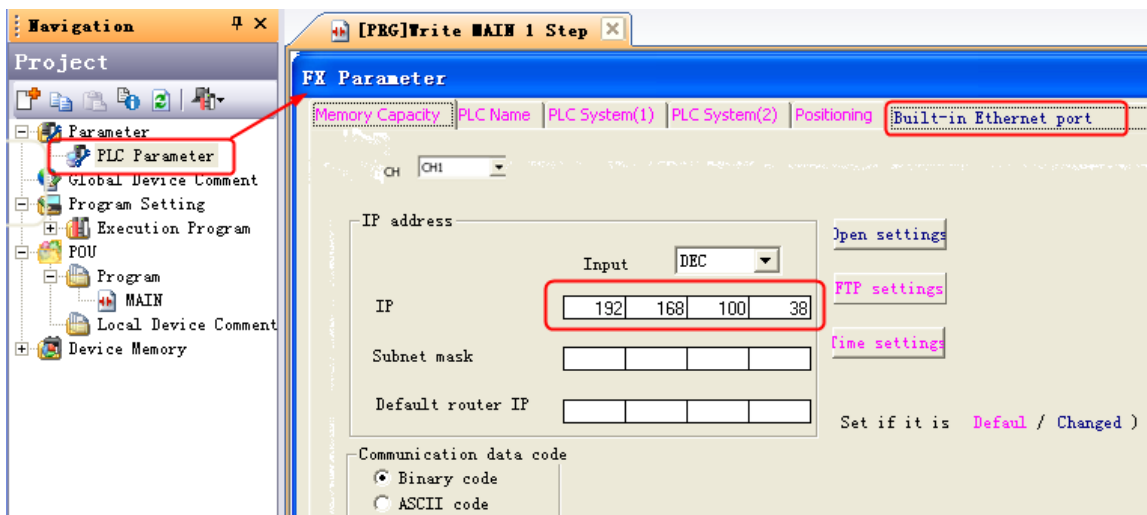 Navigation
Project
Parameter
PLC Parameter
Global Device Comment
Program Setting
Execution Program
POU
Program
MAIN
Local Device Comment
Device Memory
[PRG]Write MAIN 1 Step
FX Parameter
Memory Capacity PLC Name PLC System(1) PLC System(2) Positioning Built-in Ethernet port
CH CH1
IP address
Input DEC
IP 192 168 100 38
Subnet mask
Default router IP
Communication data code
Binary code
ASCII code
Open settings
FTP settings
Time settings
Set if it is Defaul / Changed )